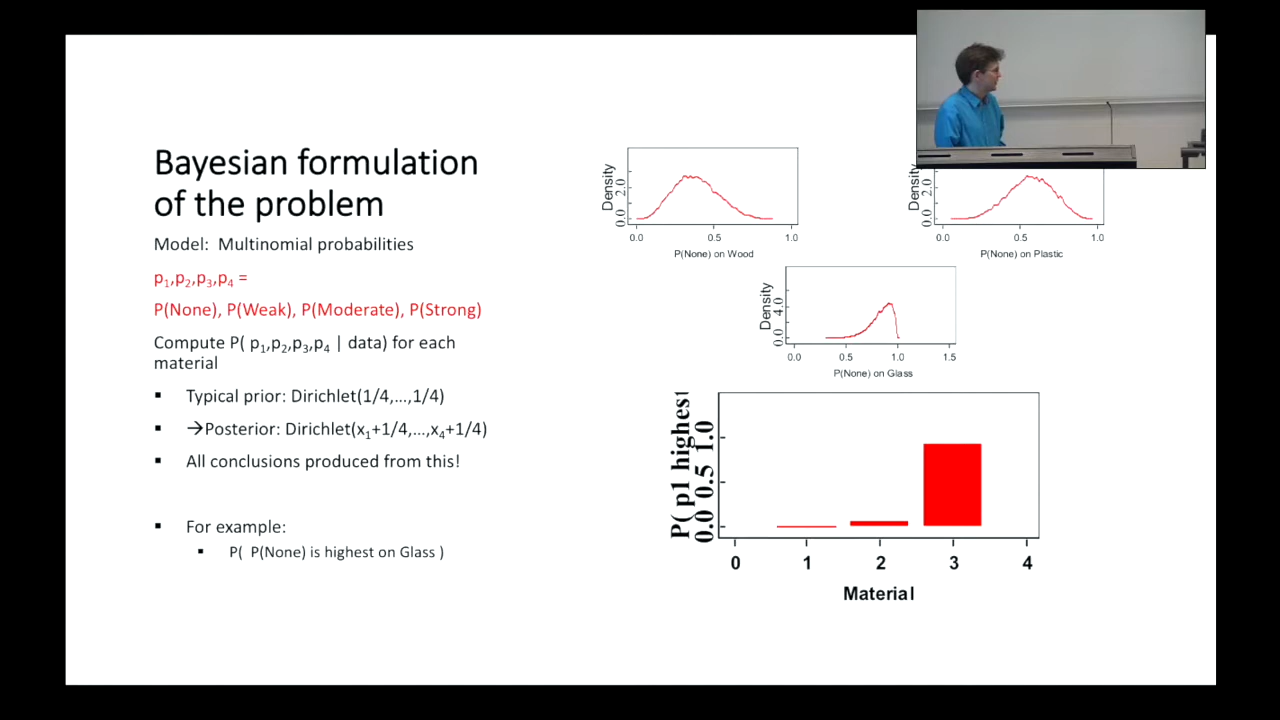 Bayesian formulation
of the problem
Model: Multinomial probabilities
p1,p2,p3,p4 =
P(None), P(Weak), P(Moderate), P(Strong)
Compute P( p1,p2,p3,p4 | data) for each
material
▪ Typical prior: Dirichlet(1/4,...,1/4)
▪ →Posterior: Dirichlet(x1+1/4,...,x4+1/4)
▪ All conclusions produced from this!
▪ For example:
▪ P( P(None) is highest on Glass )
Density
0.0 2.0
0.0 0.5 1.0
P(None) on Wood
Density
0.0 2.0
0.0 0.5 1.0
P(None) on Plastic
Density
0.0 4.0
0.0 0.5 1.0 1.5
P(None) on Glass
P( p1 highest
0.0 0.5 1.0
0 1 2 3 4
Material